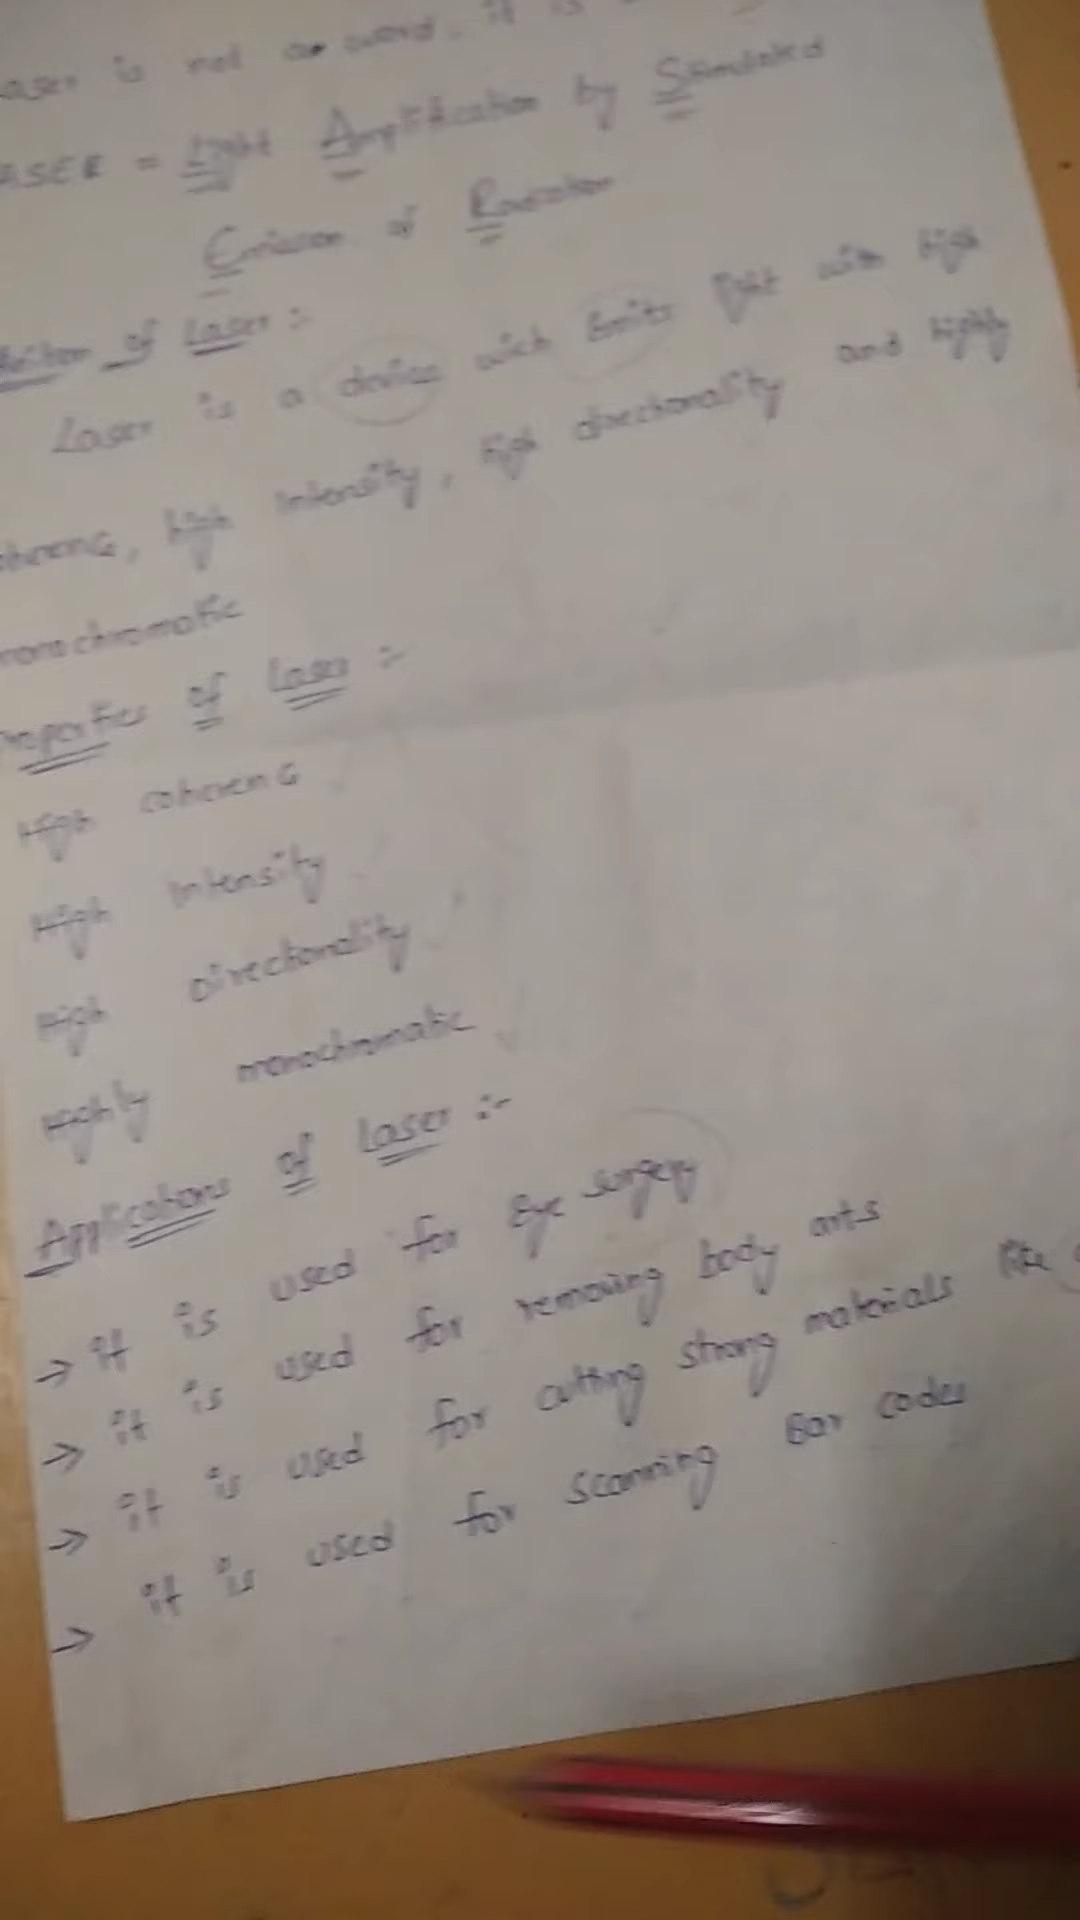 Laser is not a word. it is
LASER = Light Amplification by Stimulated
Emission of Radiation
of Laser :-
Laser is a device wich Emits light with high
coherence, high Intensity, high directionality and highly
monochromatic
Properties of Laser :-
High coherence
High Intensity
High Directionality
Highly monochromatic
Applications of Laser :-
→ it is used for Eye surgery
→ it is used for removing body arts
→ it is used for cutting strong materials like
→ it is used for scanning Bar codes